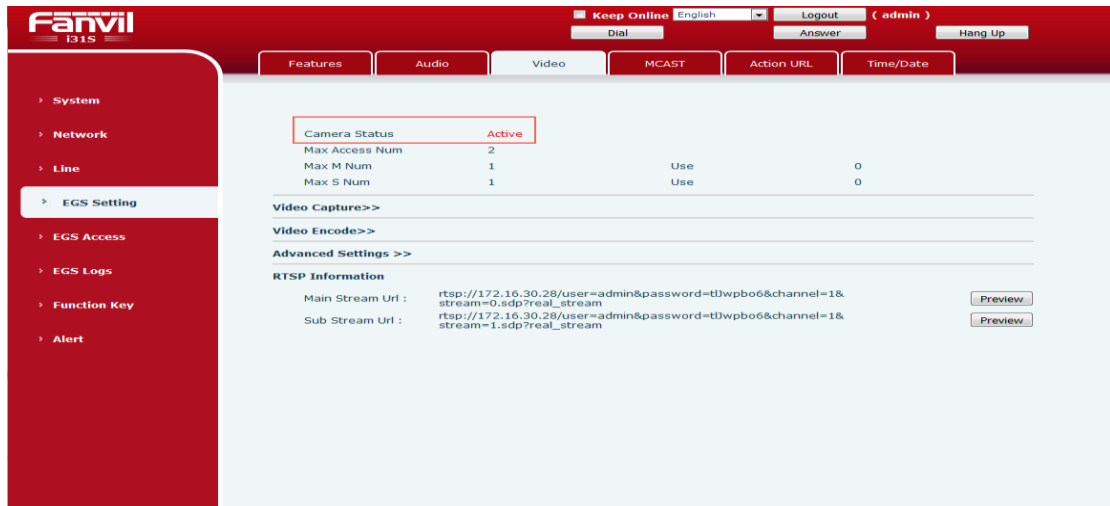 Fanvil
i31S
Keep Online English Logout ( admin )
Dial Answer Hang Up
Features Audio Video MCAST Action URL Time/Date
› System
› Network
› Line
› EGS Setting
› EGS Access
› EGS Logs
› Function Key
› Alert
Camera Status Active
Max Access Num 2
Max M Num 1 Use 0
Max S Num 1 Use 0
Video Capture>>
Video Encode>>
Advanced Settings >>
RTSP Information
Main Stream Url : rtsp://172.16.30.28/user=admin&password=tlJwpbo6&channel=1&
stream=0.sdp?real_stream
Preview
Sub Stream Url : rtsp://172.16.30.28/user=admin&password=tlJwpbo6&channel=1&
stream=1.sdp?real_stream
Preview